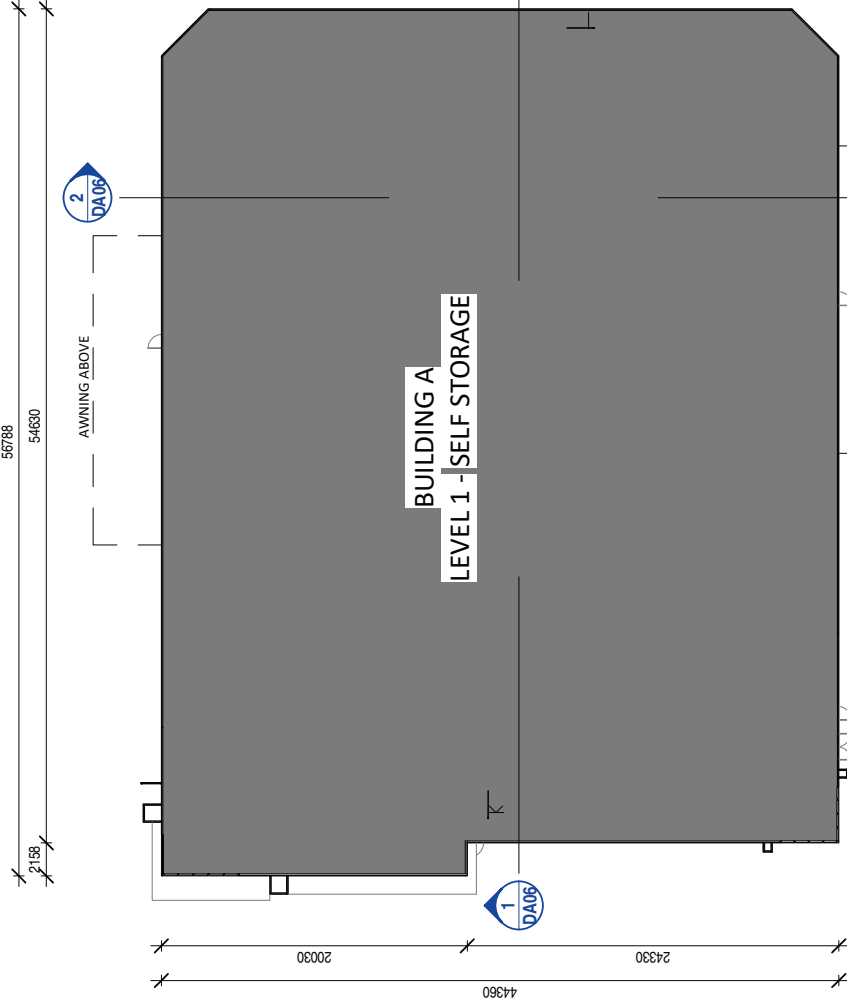 56788
54630
2158
AWNING ABOVE
2
DA06
BUILDING A
LEVEL 1 - SELF STORAGE
1
DA06
20030
24330
44360